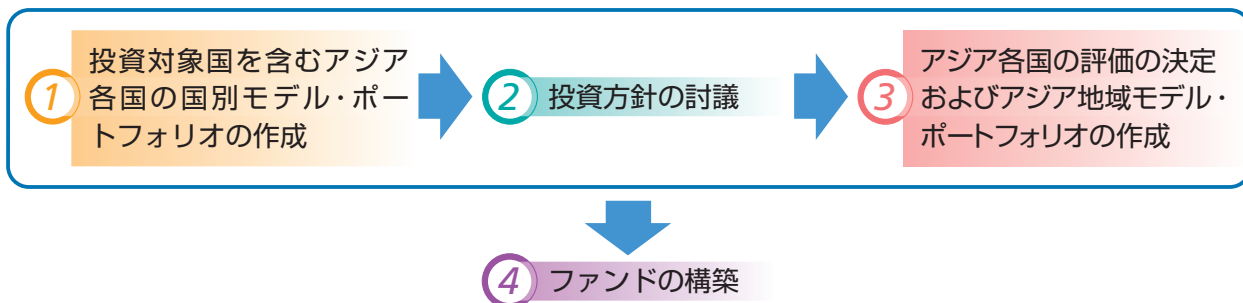 1
投資対象国を含むアジア
各国の国別モデル・ポー
トフォリオの作成
2
投資方針の討議
3
アジア各国の評価の決定
およびアジア地域モデル・
ポートフォリオの作成
4
ファンドの構築